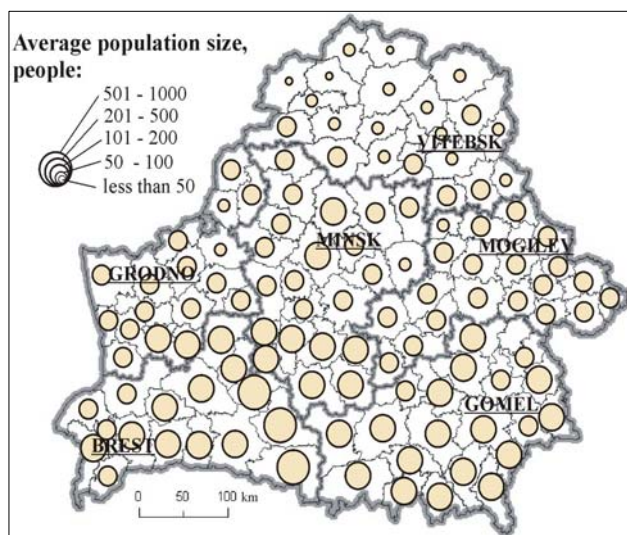 Average population size,
people:
501 - 1000
201 - 500
101 - 200
50 - 100
less than 50
VITEBSK
MINSK
MOGILEV
GRODNO
GOMEL
BREST
0 50 100 km